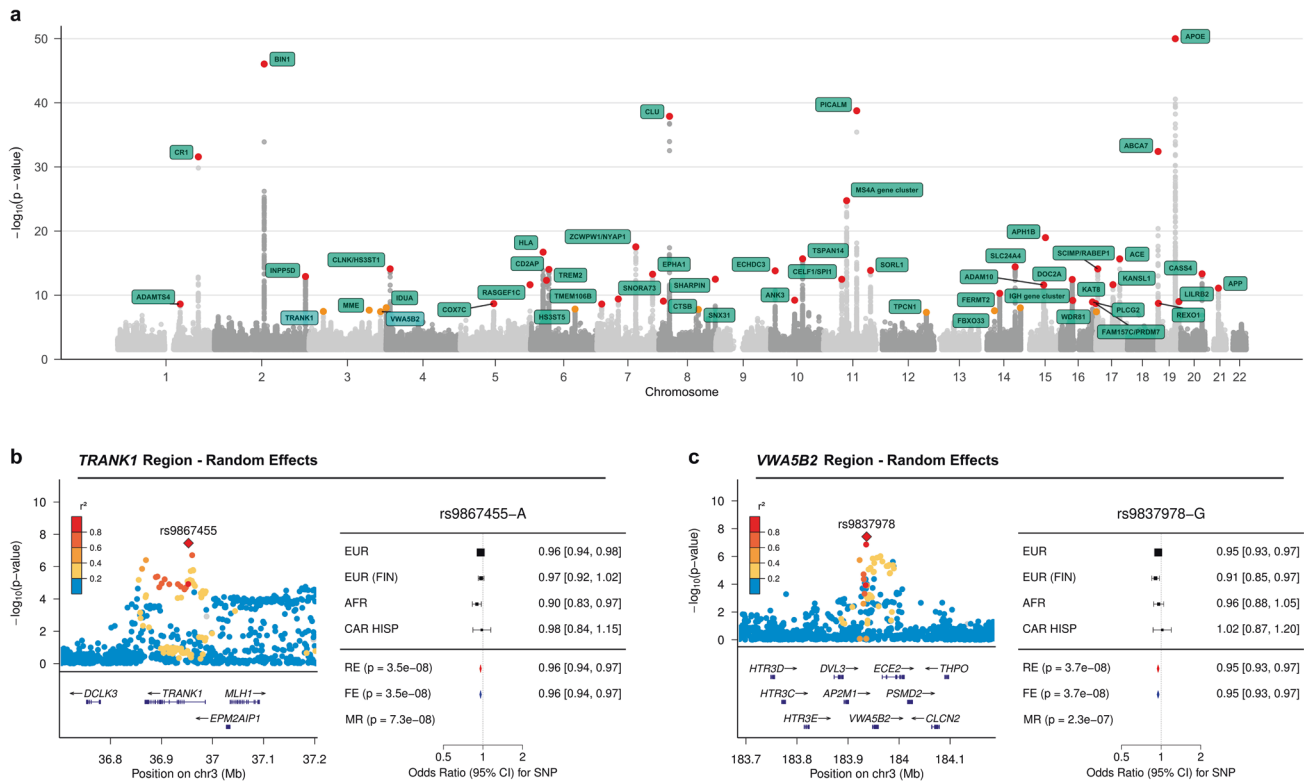 a
50
40
30
20
10
0
−log10(p−value)
APOE
BIN1
CLU
PICALM
CR1
ABCA7
MS4A gene cluster
HLA
ZCWPW1/NYAP1
APH1B
SCIMP/RABEP1
ACE
CLNK/HS3ST1
CD2AP
EPHA1
ECHDC3
TSPAN14
SORL1
SLC24A4
CASS4
INPP5D
TREM2
SHARPIN
CELF1/SPI1
ADAM10
DOC2A
KANSL1
ADAMTS4
MME
IDUA
RASGEF1C
TMEM106B
SNORA73
CTSB
ANK3
FERMT2
IGH gene cluster
KAT8
LILRB2
APP
TRANK1
VWA5B2
COX7C
HS3ST5
SNX31
TPCN1
FBXO33
WDR81
PLCG2
REXO1
FAM157C/PRDM7
1 2 3 4 5 6 7 8 9 10 11 12 13 14 15 16 17 18 19 20 21 22
Chromosome
b
TRANK1 Region - Random Effects
10
8
6
4
2
0
−log10(p−value)
r²
0.8
0.6
0.4
0.2
rs9867455
DCLK3
TRANK1
MLH1
EPM2AIP1
36.8 36.9 37 37.1 37.2
Position on chr3 (Mb)
rs9867455−A
EUR 0.96 [0.94, 0.98]
EUR (FIN) 0.97 [0.92, 1.02]
AFR 0.90 [0.83, 0.97]
CAR HISP 0.98 [0.84, 1.15]
RE (p = 3.5e−08) 0.96 [0.94, 0.97]
FE (p = 3.5e−08) 0.96 [0.94, 0.97]
MR (p = 7.3e−08)
0.5 1 2
Odds Ratio (95% CI) for SNP
c
VWA5B2 Region - Random Effects
10
8
6
4
2
0
−log10(p−value)
r²
0.8
0.6
0.4
0.2
rs9837978
HTR3D
DVL3
ECE2
THPO
HTR3C
AP2M1
PSMD2
HTR3E
VWA5B2
CLCN2
183.7 183.8 183.9 184 184.1
Position on chr3 (Mb)
rs9837978−G
EUR 0.95 [0.93, 0.97]
EUR (FIN) 0.91 [0.85, 0.97]
AFR 0.96 [0.88, 1.05]
CAR HISP 1.02 [0.87, 1.20]
RE (p = 3.7e−08) 0.95 [0.93, 0.97]
FE (p = 3.7e−08) 0.95 [0.93, 0.97]
MR (p = 2.3e−07)
0.5 1 2
Odds Ratio (95% CI) for SNP